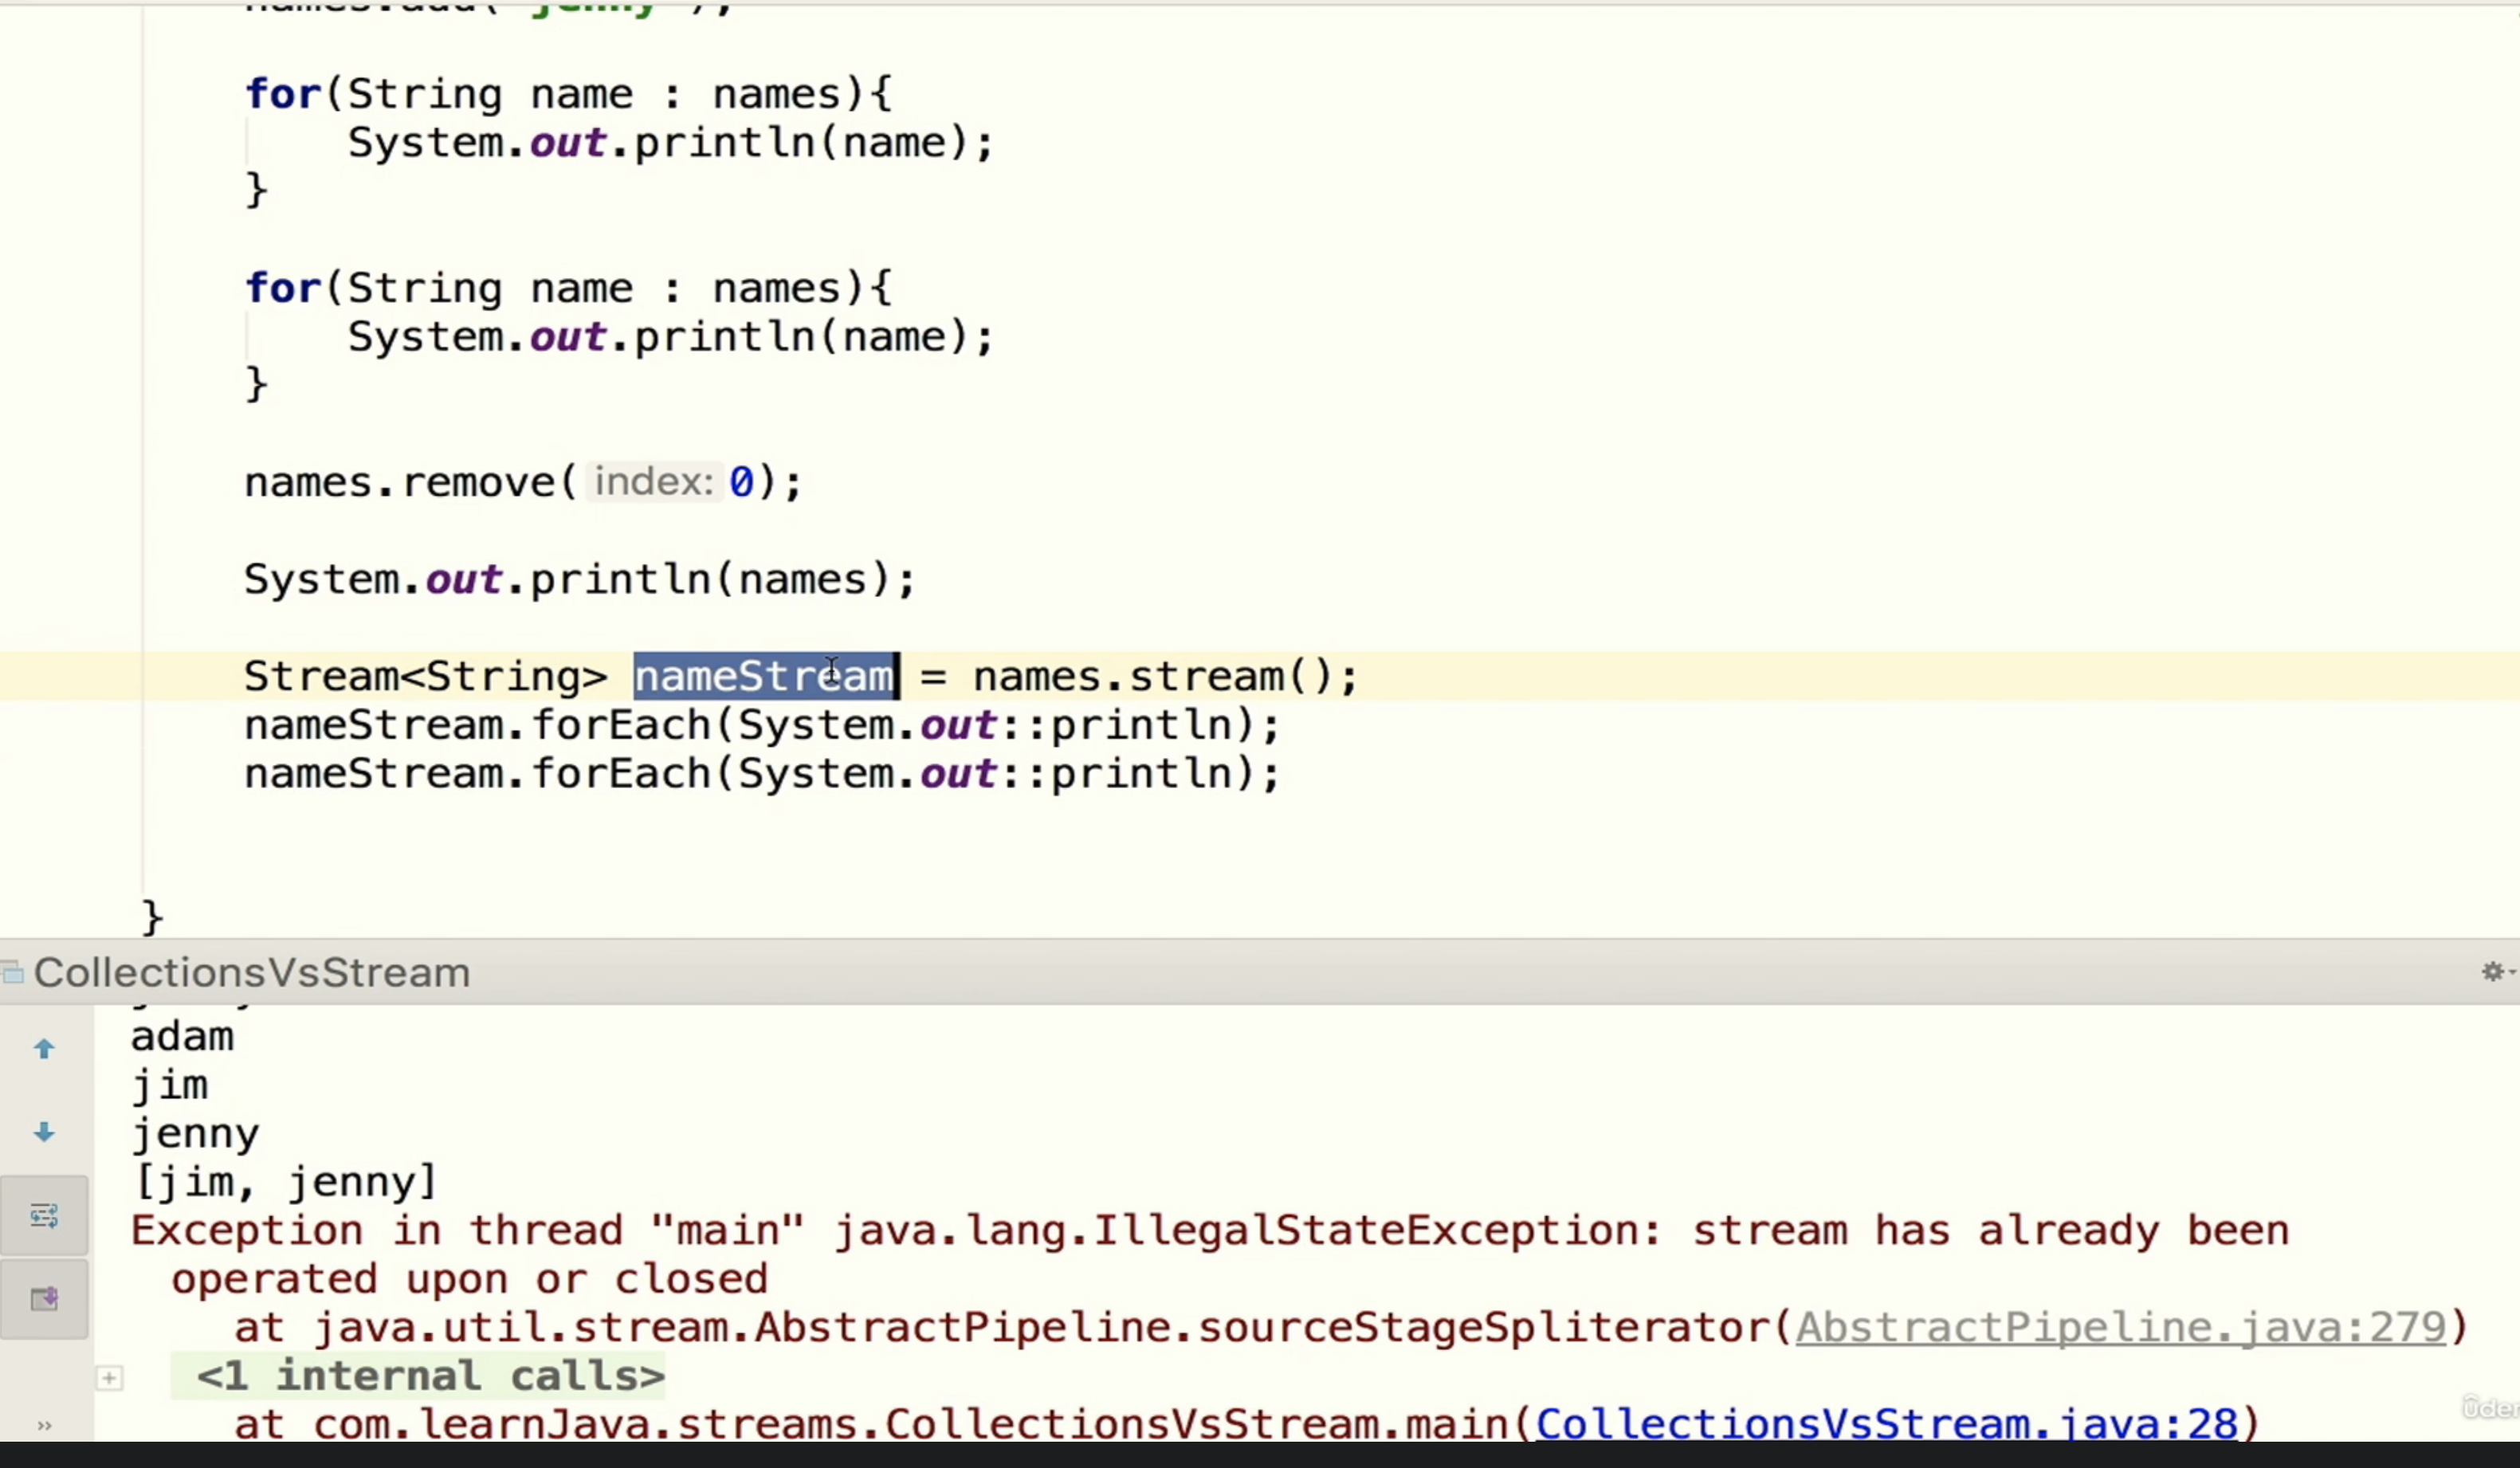 names.add("jenny");
for(String name : names){
System.out.println(name);
}
for(String name : names){
System.out.println(name);
}
names.remove( index: 0);
System.out.println(names);
Stream<String> nameStream = names.stream();
nameStream.forEach(System.out::println);
nameStream.forEach(System.out::println);
}
CollectionsVsStream
adam
jim
jenny
[jim, jenny]
Exception in thread "main" java.lang.IllegalStateException: stream has already been
operated upon or closed
at java.util.stream.AbstractPipeline.sourceStageSpliterator(AbstractPipeline.java:279)
<1 internal calls>
at com.learnJava.streams.CollectionsVsStream.main(CollectionsVsStream.java:28)